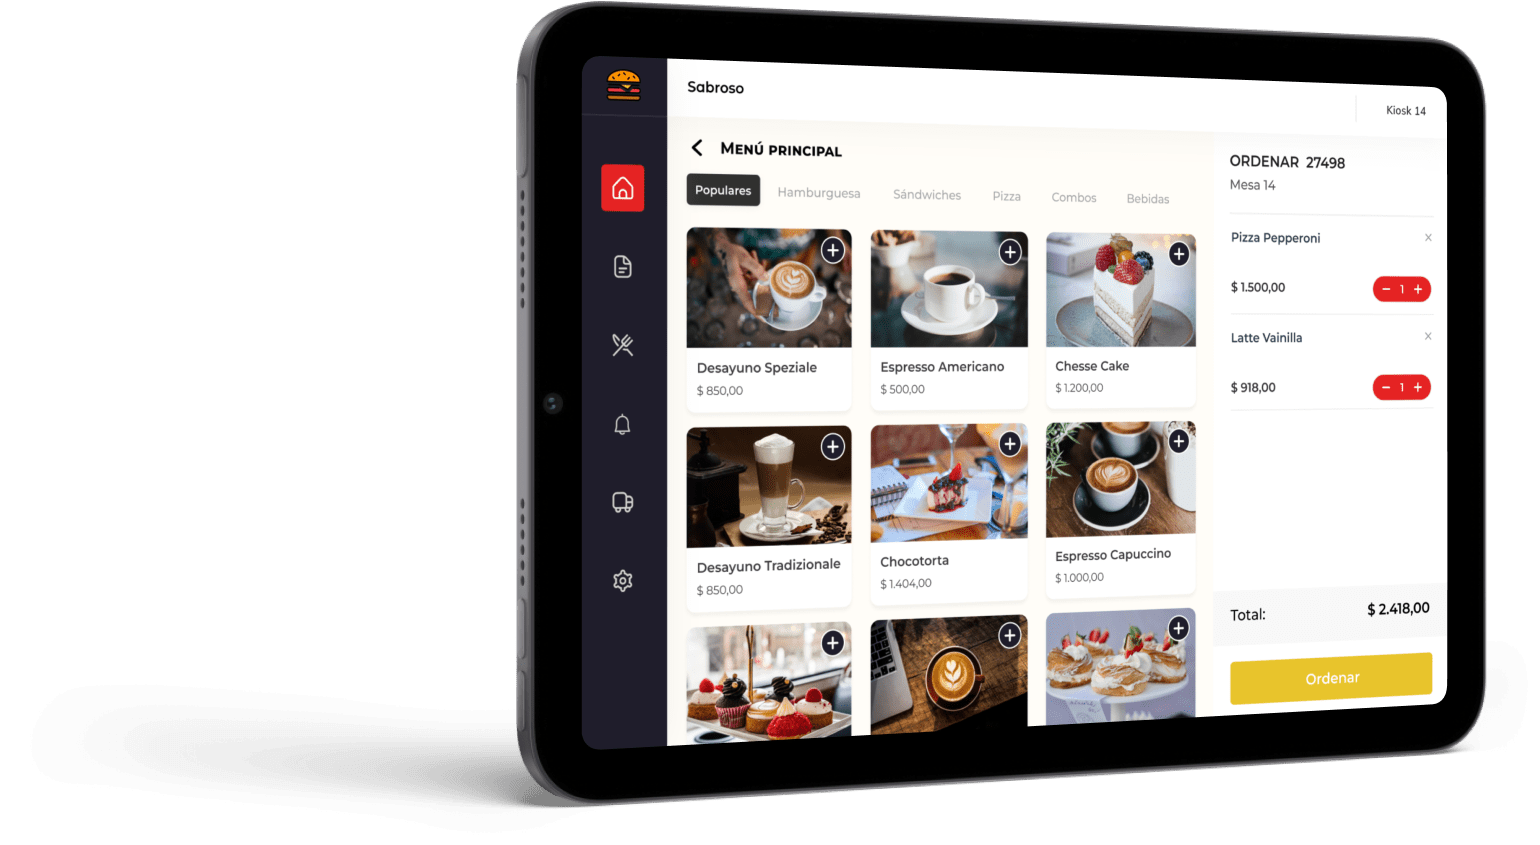 Sabroso
Kiosk 14
MENÚ PRINCIPAL
Populares
Hamburguesa
Sándwiches
Pizza
Combos
Bebidas
Desayuno Speziale
$ 850,00
Espresso Americano
$ 500,00
Chesse Cake
$ 1.200,00
Desayuno Tradizionale
$ 850,00
Chocotorta
$ 1.404,00
Espresso Capuccino
$ 1.000,00
ORDENAR 27498
Mesa 14
Pizza Pepperoni x
$ 1.500,00 − 1 +
Latte Vainilla x
$ 918,00 − 1 +
Total: $ 2.418,00
Ordenar